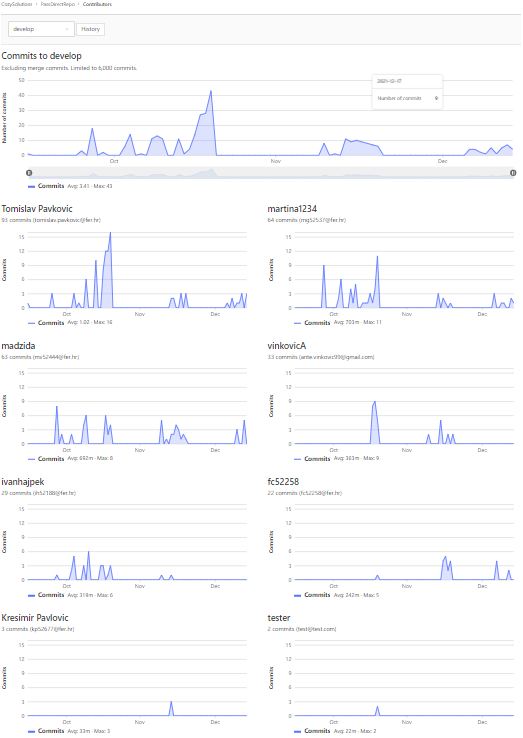 CozySolutions › PassDirectRepo › Contributors
develop
History
Commits to develop
Excluding merge commits. Limited to 6,000 commits.
Number of commits
50
40
30
20
10
0
2021-12-17
Number of commits 9
Oct Nov Dec
Commits Avg: 3.41 · Max: 43
Tomislav Pavkovic
93 commits (tomislav.pavkovic@fer.hr)
Commits
15
12
9
6
3
0
Oct Nov Dec
Commits Avg: 1.02 · Max: 16
martina1234
64 commits (mg52537@fer.hr)
Commits
15
12
9
6
3
0
Oct Nov Dec
Commits Avg: 703m · Max: 11
madzida
63 commits (mv52444@fer.hr)
Commits
15
12
9
6
3
0
Oct Nov Dec
Commits Avg: 692m · Max: 8
vinkovicA
33 commits (ante.vinkovic99@gmail.com)
Commits
15
12
9
6
3
0
Oct Nov Dec
Commits Avg: 363m · Max: 9
ivanhajpek
29 commits (ih52188@fer.hr)
Commits
15
12
9
6
3
0
Oct Nov Dec
Commits Avg: 319m · Max: 6
fc52258
22 commits (fc52258@fer.hr)
Commits
15
12
9
6
3
0
Oct Nov Dec
Commits Avg: 242m · Max: 5
Kresimir Pavlovic
3 commits (kp52677@fer.hr)
Commits
15
12
9
6
3
0
Oct Nov Dec
Commits Avg: 33m · Max: 3
tester
2 commits (test@test.com)
Commits
15
12
9
6
3
0
Oct Nov Dec
Commits Avg: 22m · Max: 2